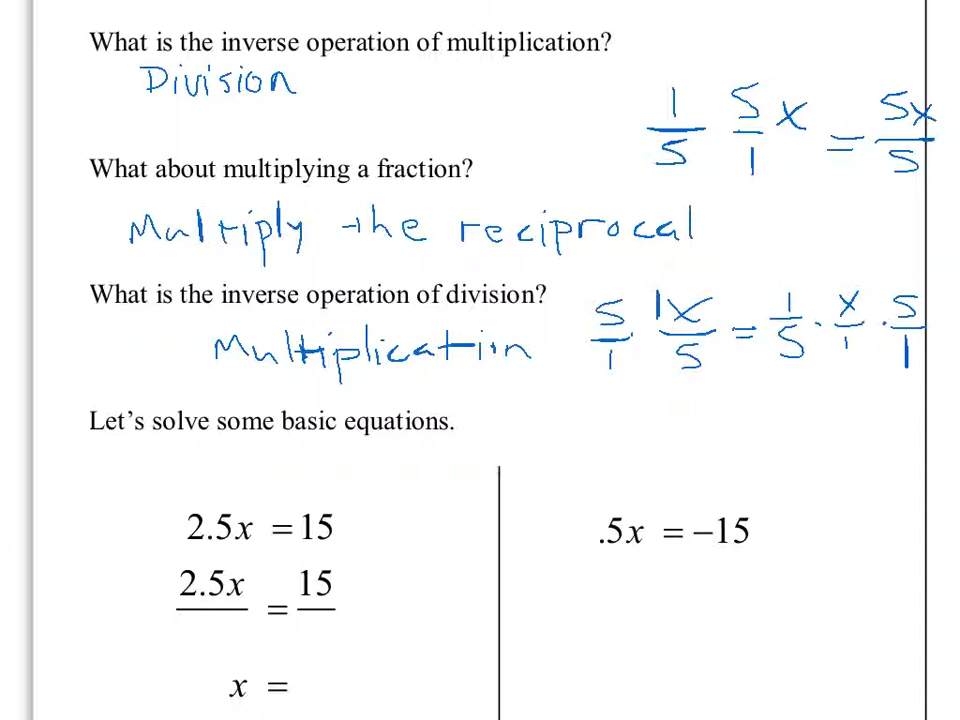 What is the inverse operation of multiplication?
Division
1/5 5/1 x = 5x/5
What about multiplying a fraction?
Multiply the reciprocal
What is the inverse operation of division?
Multiplication
5/1 · 1x/5 = 1/5 · x/1 · 5/1
Let's solve some basic equations.
2.5x = 15
.5x = −15
2.5x = 15
x =